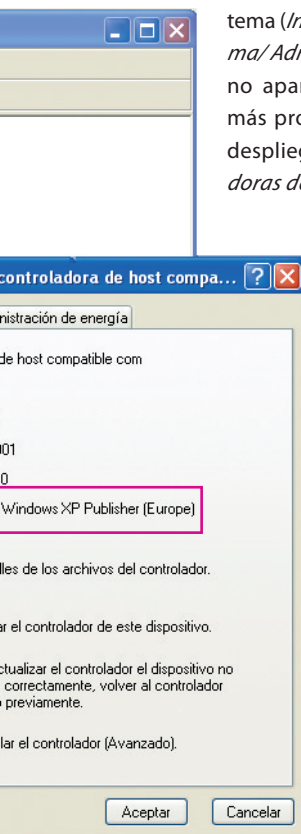 tema (In
ma/ Adr
no apar
más pro
despleg
doras de
controladora de host compa...
nistración de energía
de host compatible com
001
0
Windows XP Publisher (Europe)
lles de los archivos del controlador.
ar el controlador de este dispositivo.
ctualizar el controlador el dispositivo no
correctamente, volver al controlador
o previamente.
lar el controlador (Avanzado).
Aceptar
Cancelar